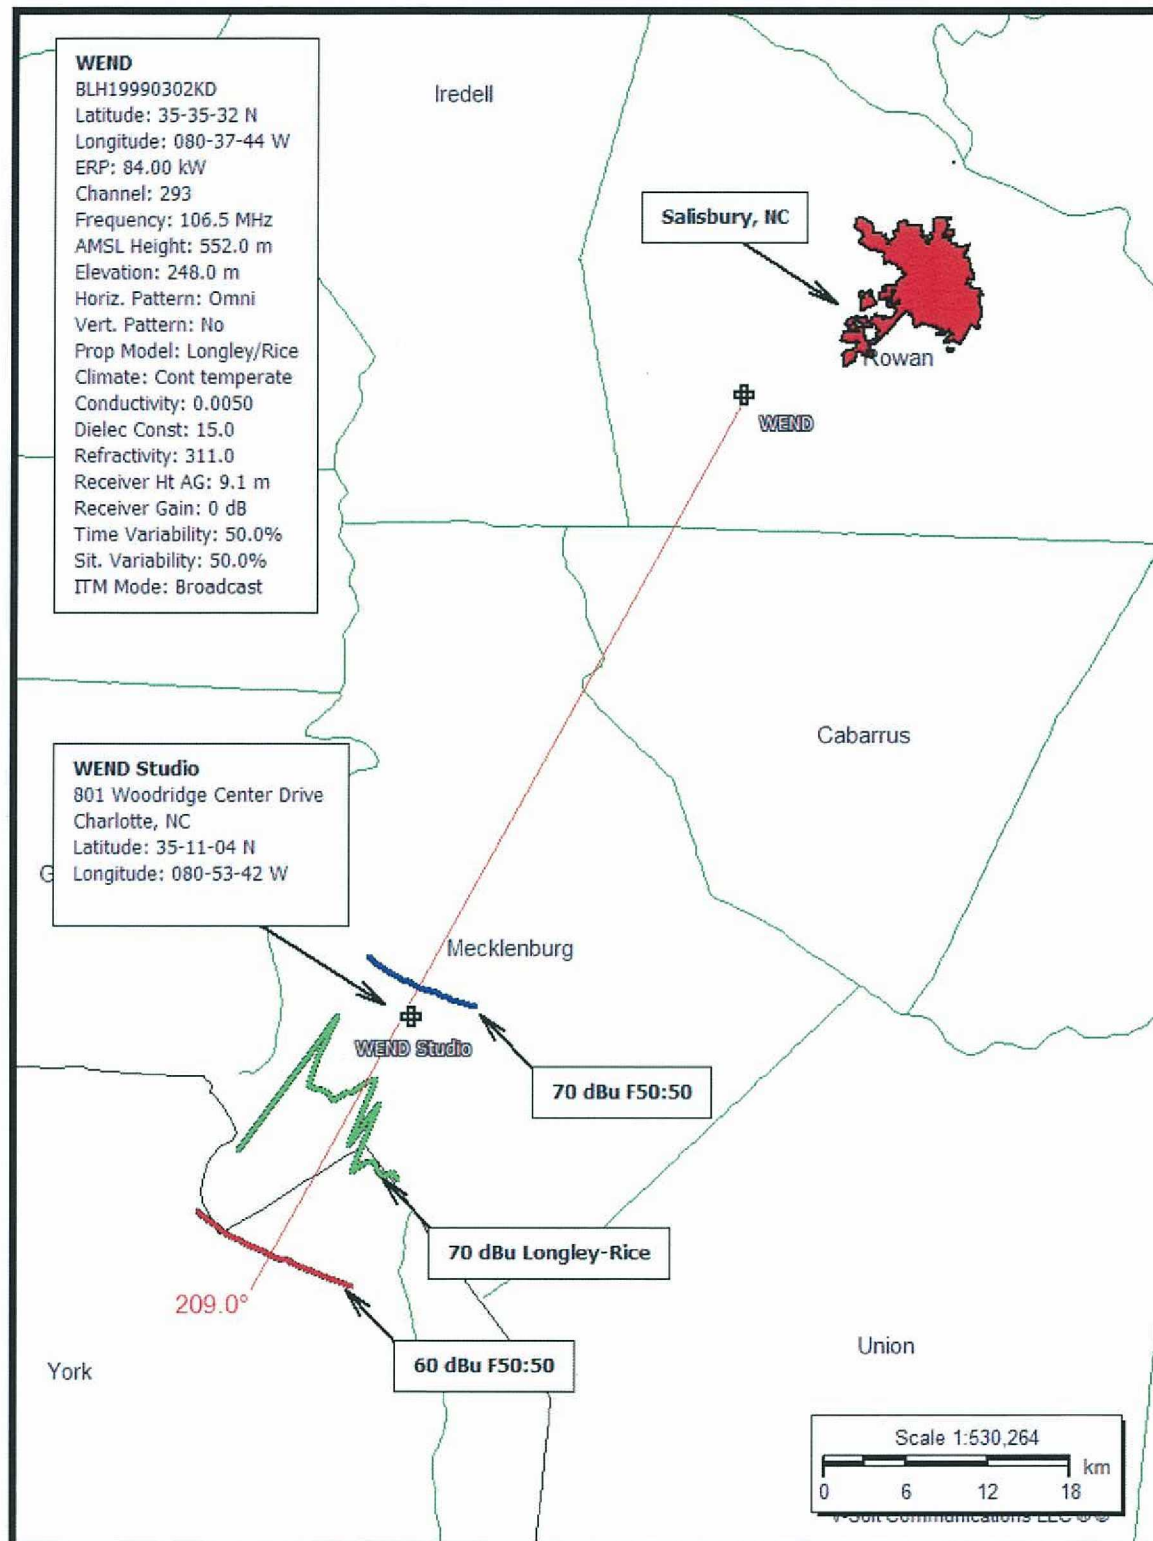 WEND
BLH19990302KD
Latitude: 35-35-32 N
Longitude: 080-37-44 W
ERP: 84.00 kW
Channel: 293
Frequency: 106.5 MHz
AMSL Height: 552.0 m
Elevation: 248.0 m
Horiz. Pattern: Omni
Vert. Pattern: No
Prop Model: Longley/Rice
Climate: Cont temperate
Conductivity: 0.0050
Dielec Const: 15.0
Refractivity: 311.0
Receiver Ht AG: 9.1 m
Receiver Gain: 0 dB
Time Variability: 50.0%
Sit. Variability: 50.0%
ITM Mode: Broadcast
Iredell
Salisbury, NC
Rowan
WEND
Cabarrus
WEND Studio
801 Woodridge Center Drive
Charlotte, NC
Latitude: 35-11-04 N
Longitude: 080-53-42 W
G
Mecklenburg
WEND Studio
70 dBu F50:50
70 dBu Longley-Rice
209.0°
60 dBu F50:50
York
Union
Scale 1:530,264
km
0 6 12 18
V-Soft Communications LLC ® ©